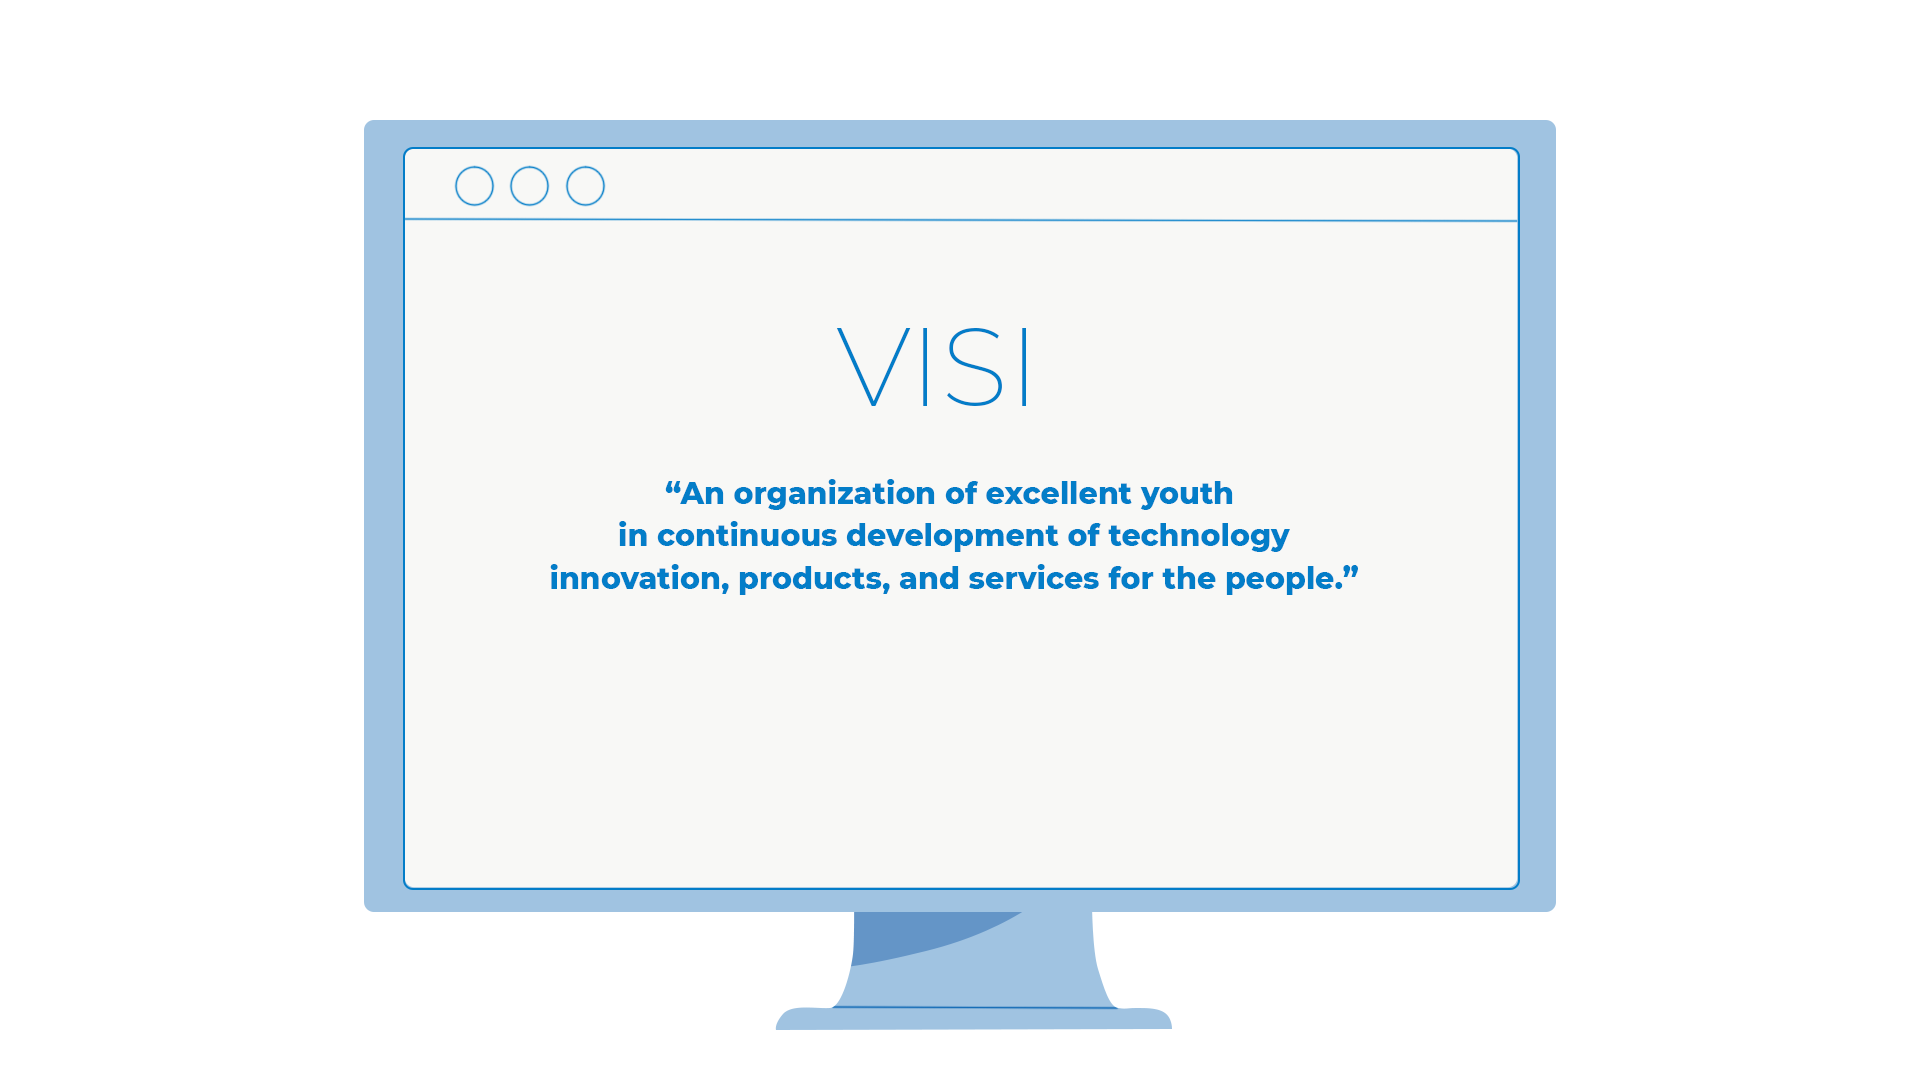 VISI
“An organization of excellent youth
in continuous development of technology
innovation, products, and services for the people.”